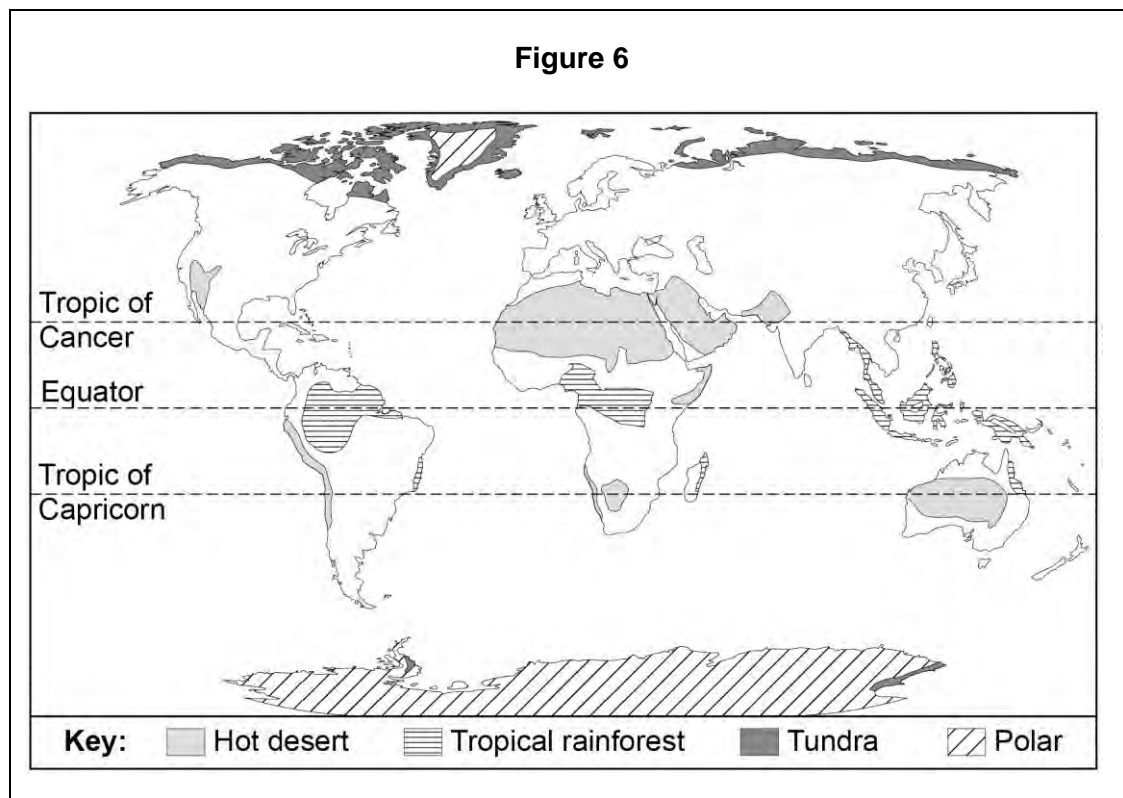 Figure 6
Tropic of
Cancer
Equator
Tropic of
Capricorn
Key: Hot desert Tropical rainforest Tundra Polar